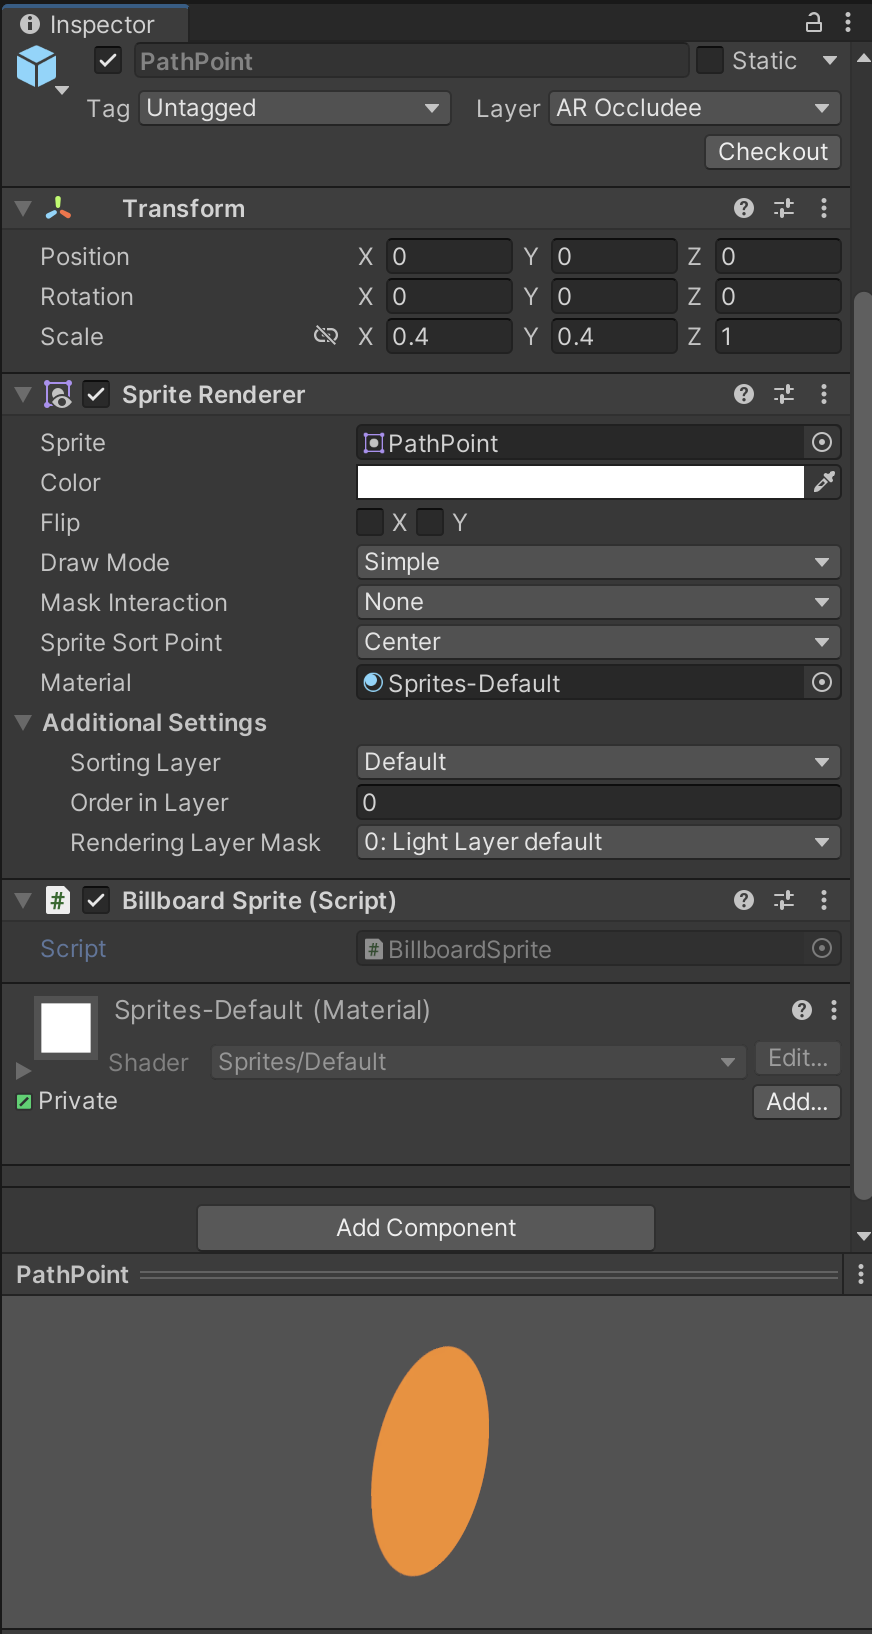 Inspector
PathPoint Static
Tag Untagged Layer AR Occludee
Checkout
Transform
Position X 0 Y 0 Z 0
Rotation X 0 Y 0 Z 0
Scale X 0.4 Y 0.4 Z 1
Sprite Renderer
Sprite PathPoint
Color
Flip X Y
Draw Mode Simple
Mask Interaction None
Sprite Sort Point Center
Material Sprites-Default
Additional Settings
Sorting Layer Default
Order in Layer 0
Rendering Layer Mask 0: Light Layer default
# Billboard Sprite (Script)
Script # BillboardSprite
Sprites-Default (Material)
Shader Sprites/Default Edit...
Private Add...
Add Component
PathPoint